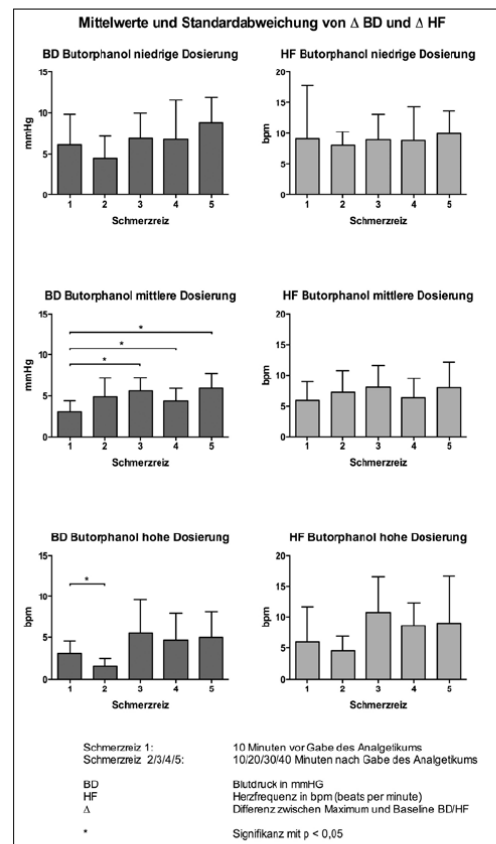 Mittelwerte und Standardabweichung von Δ BD und Δ HF
BD Butorphanol niedrige Dosierung
15
10
5
0
mmHg
1 2 3 4 5
Schmerzreiz
HF Butorphanol niedrige Dosierung
20
15
10
5
0
bpm
1 2 3 4 5
Schmerzreiz
BD Butorphanol mittlere Dosierung
15
10
5
0
mmHg
*
*
*
1 2 3 4 5
Schmerzreiz
HF Butorphanol mittlere Dosierung
20
15
10
5
0
bpm
1 2 3 4 5
Schmerzreiz
BD Butorphanol hohe Dosierung
15
10
5
0
bpm
*
1 2 3 4 5
Schmerzreiz
HF Butorphanol hohe Dosierung
20
15
10
5
0
bpm
1 2 3 4 5
Schmerzreiz
Schmerzreiz 1: 10 Minuten vor Gabe des Analgetikums
Schmerzreiz 2/3/4/5: 10/20/30/40 Minuten nach Gabe des Analgetikums
BD Blutdruck in mmHG
HF Herzfrequenz in bpm (beats per minute)
Δ Differenz zwischen Maximum und Baseline BD/HF
* Signifikanz mit p < 0,05